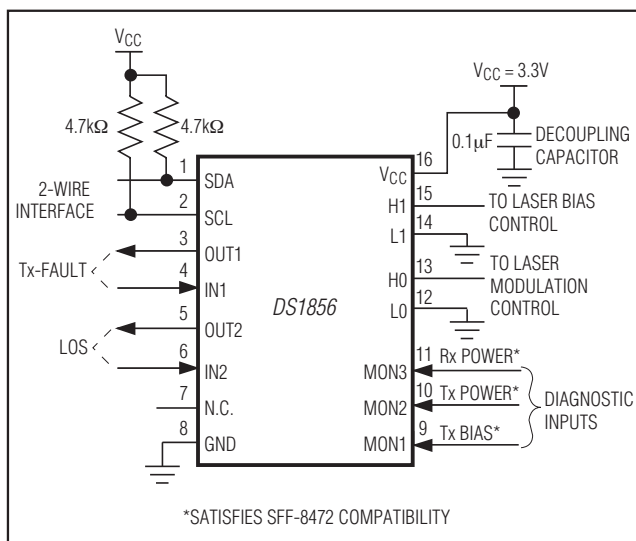 VCC
4.7kΩ
4.7kΩ
2-WIRE
INTERFACE
Tx-FAULT
LOS
1
SDA
2
SCL
3
OUT1
4
IN1
5
OUT2
6
IN2
7
N.C.
8
GND
DS1856
VCC = 3.3V
0.1µF
DECOUPLING
CAPACITOR
16
VCC
15
H1
TO LASER BIAS
CONTROL
14
L1
13
H0
TO LASER
MODULATION
CONTROL
12
L0
11
MON3
Rx POWER*
10
MON2
Tx POWER*
9
MON1
Tx BIAS*
DIAGNOSTIC
INPUTS
*SATISFIES SFF-8472 COMPATIBILITY